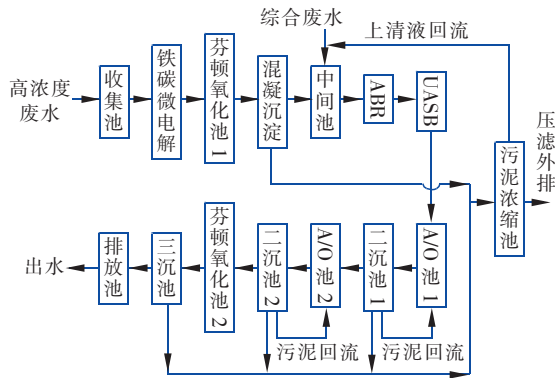 综合废水
上清液回流
高浓度
废水
收集池
铁碳微电解
芬顿氧化池1
混凝沉淀
中间池
ABR
UASB
污泥浓缩池
压滤外排
出水
排放池
三沉池
芬顿氧化池2
二沉池2
A/O池2
二沉池1
A/O池1
污泥回流
污泥回流